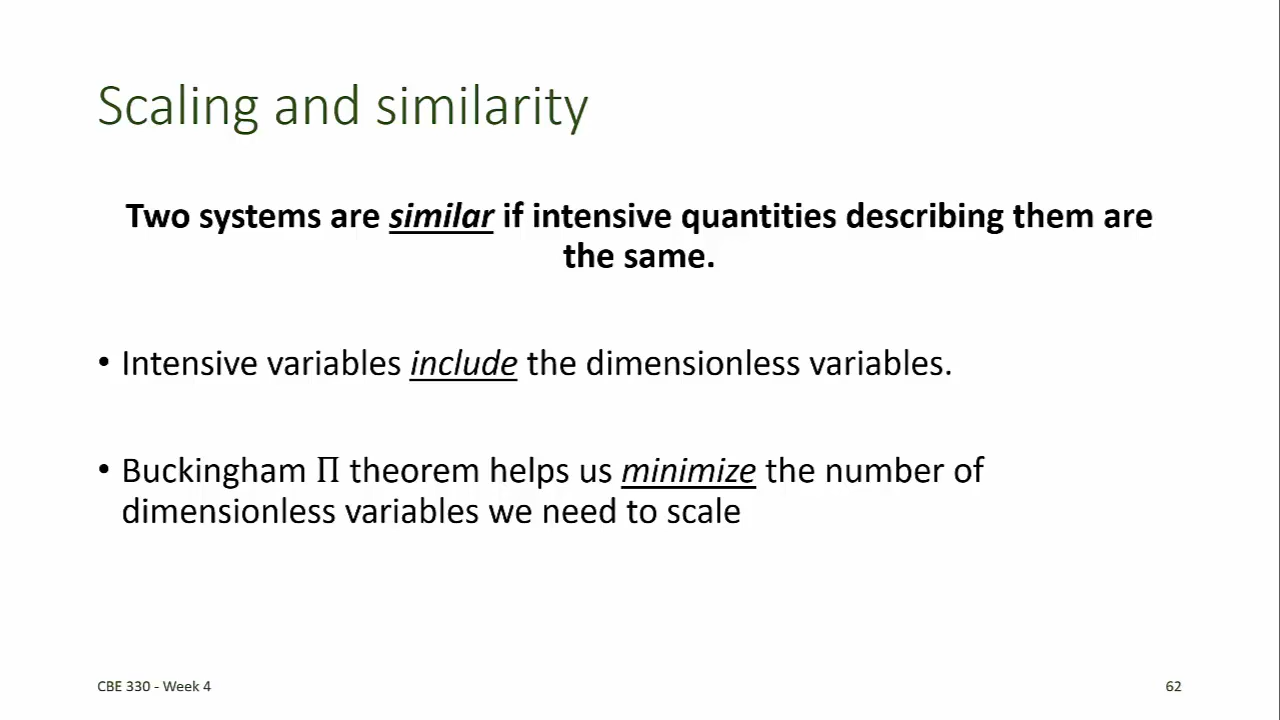 Scaling and similarity
Two systems are similar if intensive quantities describing them are
the same.
• Intensive variables include the dimensionless variables.
• Buckingham Π theorem helps us minimize the number of
dimensionless variables we need to scale
CBE 330 - Week 4
62